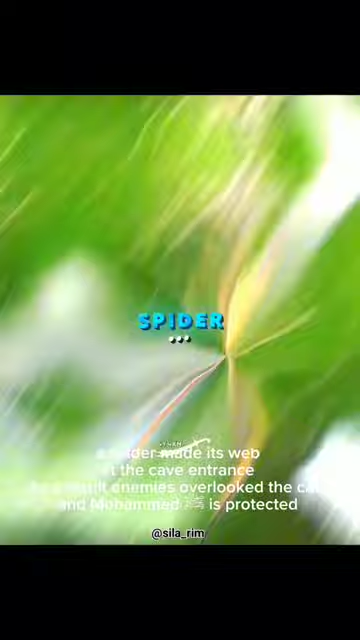 SPIDER
made its web
the cave entrance
enemies overlooked the
and Mohammed ﷺ is protected
@sila_rim